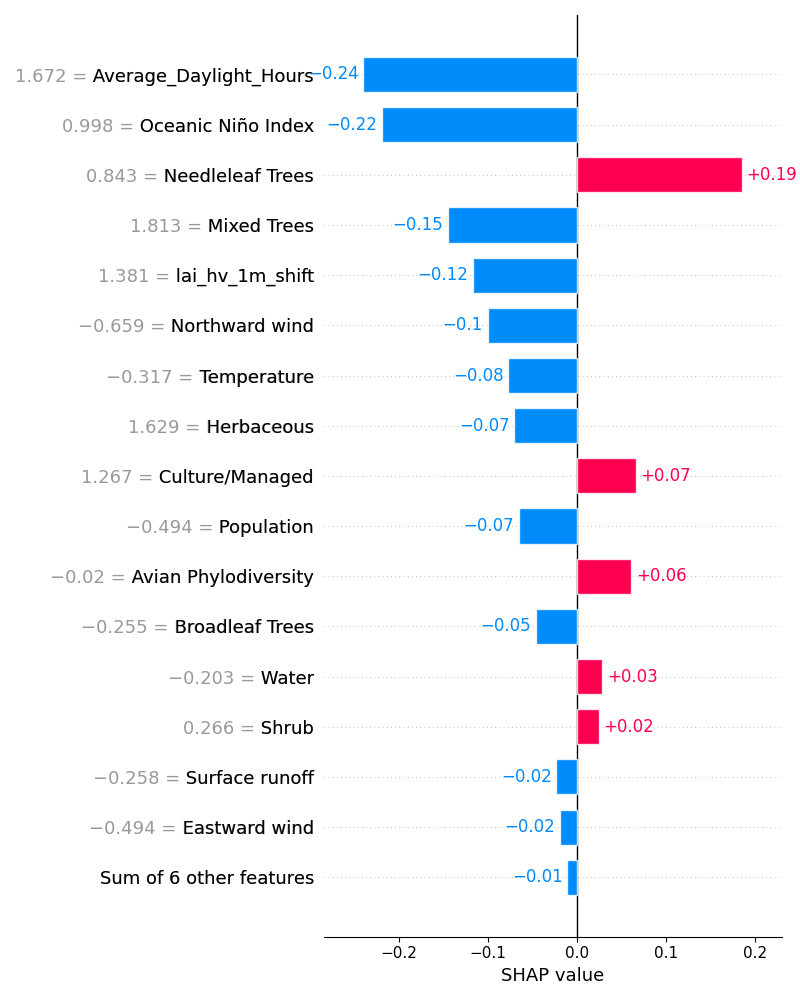 1.672 = Average_Daylight_Hours −0.24
0.998 = Oceanic Niño Index −0.22
0.843 = Needleleaf Trees +0.19
1.813 = Mixed Trees −0.15
1.381 = lai_hv_1m_shift −0.12
−0.659 = Northward wind −0.1
−0.317 = Temperature −0.08
1.629 = Herbaceous −0.07
1.267 = Culture/Managed +0.07
−0.494 = Population −0.07
−0.02 = Avian Phylodiversity +0.06
−0.255 = Broadleaf Trees −0.05
−0.203 = Water +0.03
0.266 = Shrub +0.02
−0.258 = Surface runoff −0.02
−0.494 = Eastward wind −0.02
Sum of 6 other features −0.01
−0.2 −0.1 0.0 0.1 0.2
SHAP value